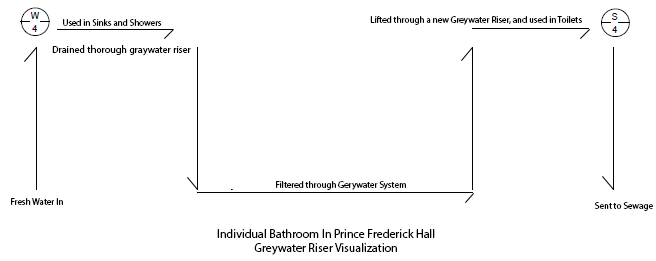 W
4
Used in Sinks and Showers
Drained thorough graywater riser
Lifted through a new Greywater Riser, and used in Toilets
S
4
Filtered through Gerywater System
Fresh Water In
Sent to Sewage
Individual Bathroom In Prince Frederick Hall
Greywater Riser Visualization